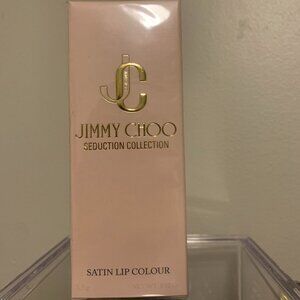 JC
JIMMY CHOO
SEDUCTION COLLECTION
SATIN LIP COLOUR